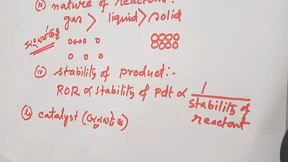 (iii) nature of reactant :
gas > liquid > solid
(iv) stability of product :-
ROR ∝ stability of pdt ∝ 1/stability of reactant
catalyst